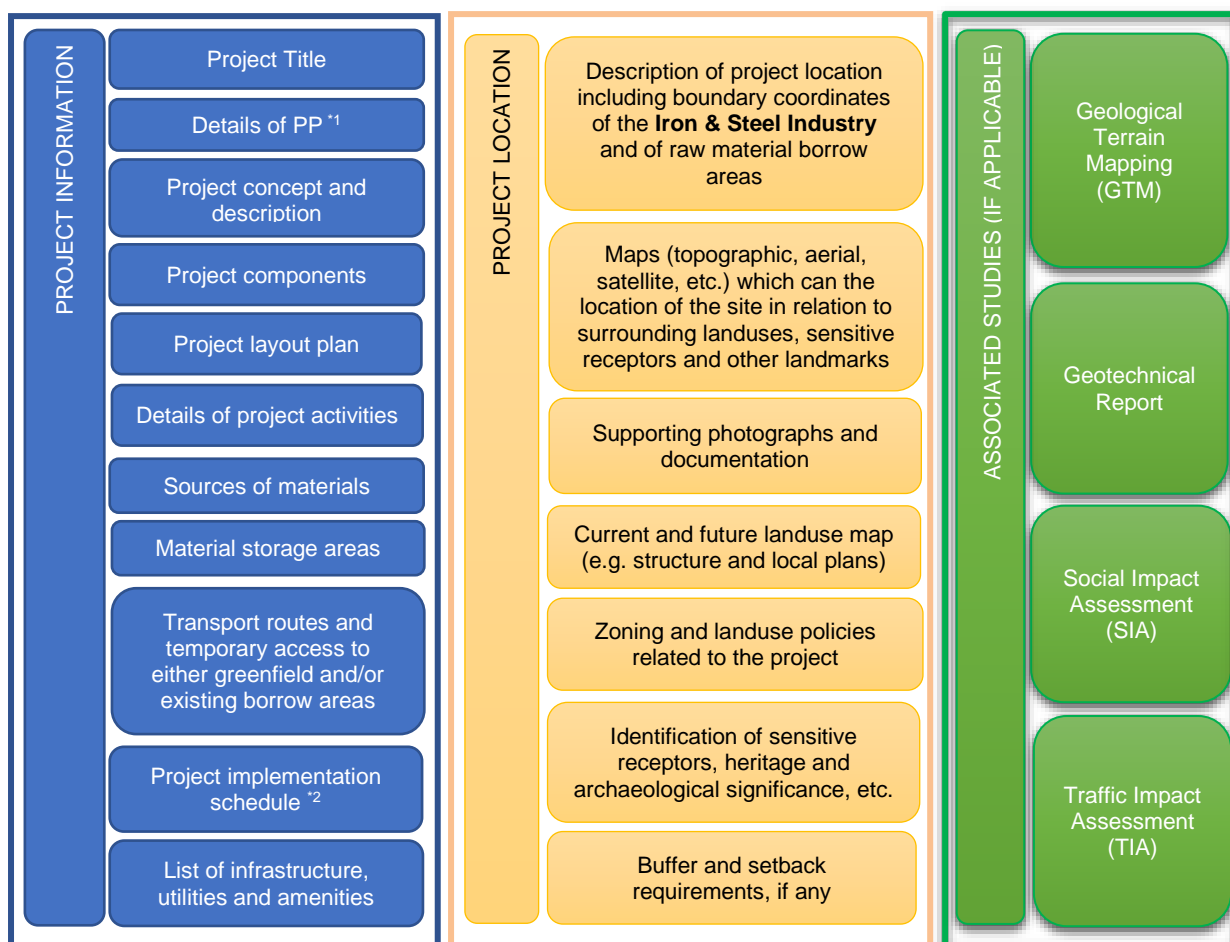 PROJECT INFORMATION
Project Title
Details of PP *1
Project concept and
description
Project components
Project layout plan
Details of project activities
Sources of materials
Material storage areas
Transport routes and
temporary access to
either greenfield and/or
existing borrow areas
Project implementation
schedule *2
List of infrastructure,
utilities and amenities
PROJECT LOCATION
Description of project location
including boundary coordinates
of the Iron & Steel Industry
and of raw material borrow
areas
Maps (topographic, aerial,
satellite, etc.) which can the
location of the site in relation to
surrounding landuses, sensitive
receptors and other landmarks
Supporting photographs and
documentation
Current and future landuse map
(e.g. structure and local plans)
Zoning and landuse policies
related to the project
Identification of sensitive
receptors, heritage and
archaeological significance, etc.
Buffer and setback
requirements, if any
ASSOCIATED STUDIES (IF APPLICABLE)
Geological
Terrain
Mapping
(GTM)
Geotechnical
Report
Social Impact
Assessment
(SIA)
Traffic Impact
Assessment
(TIA)